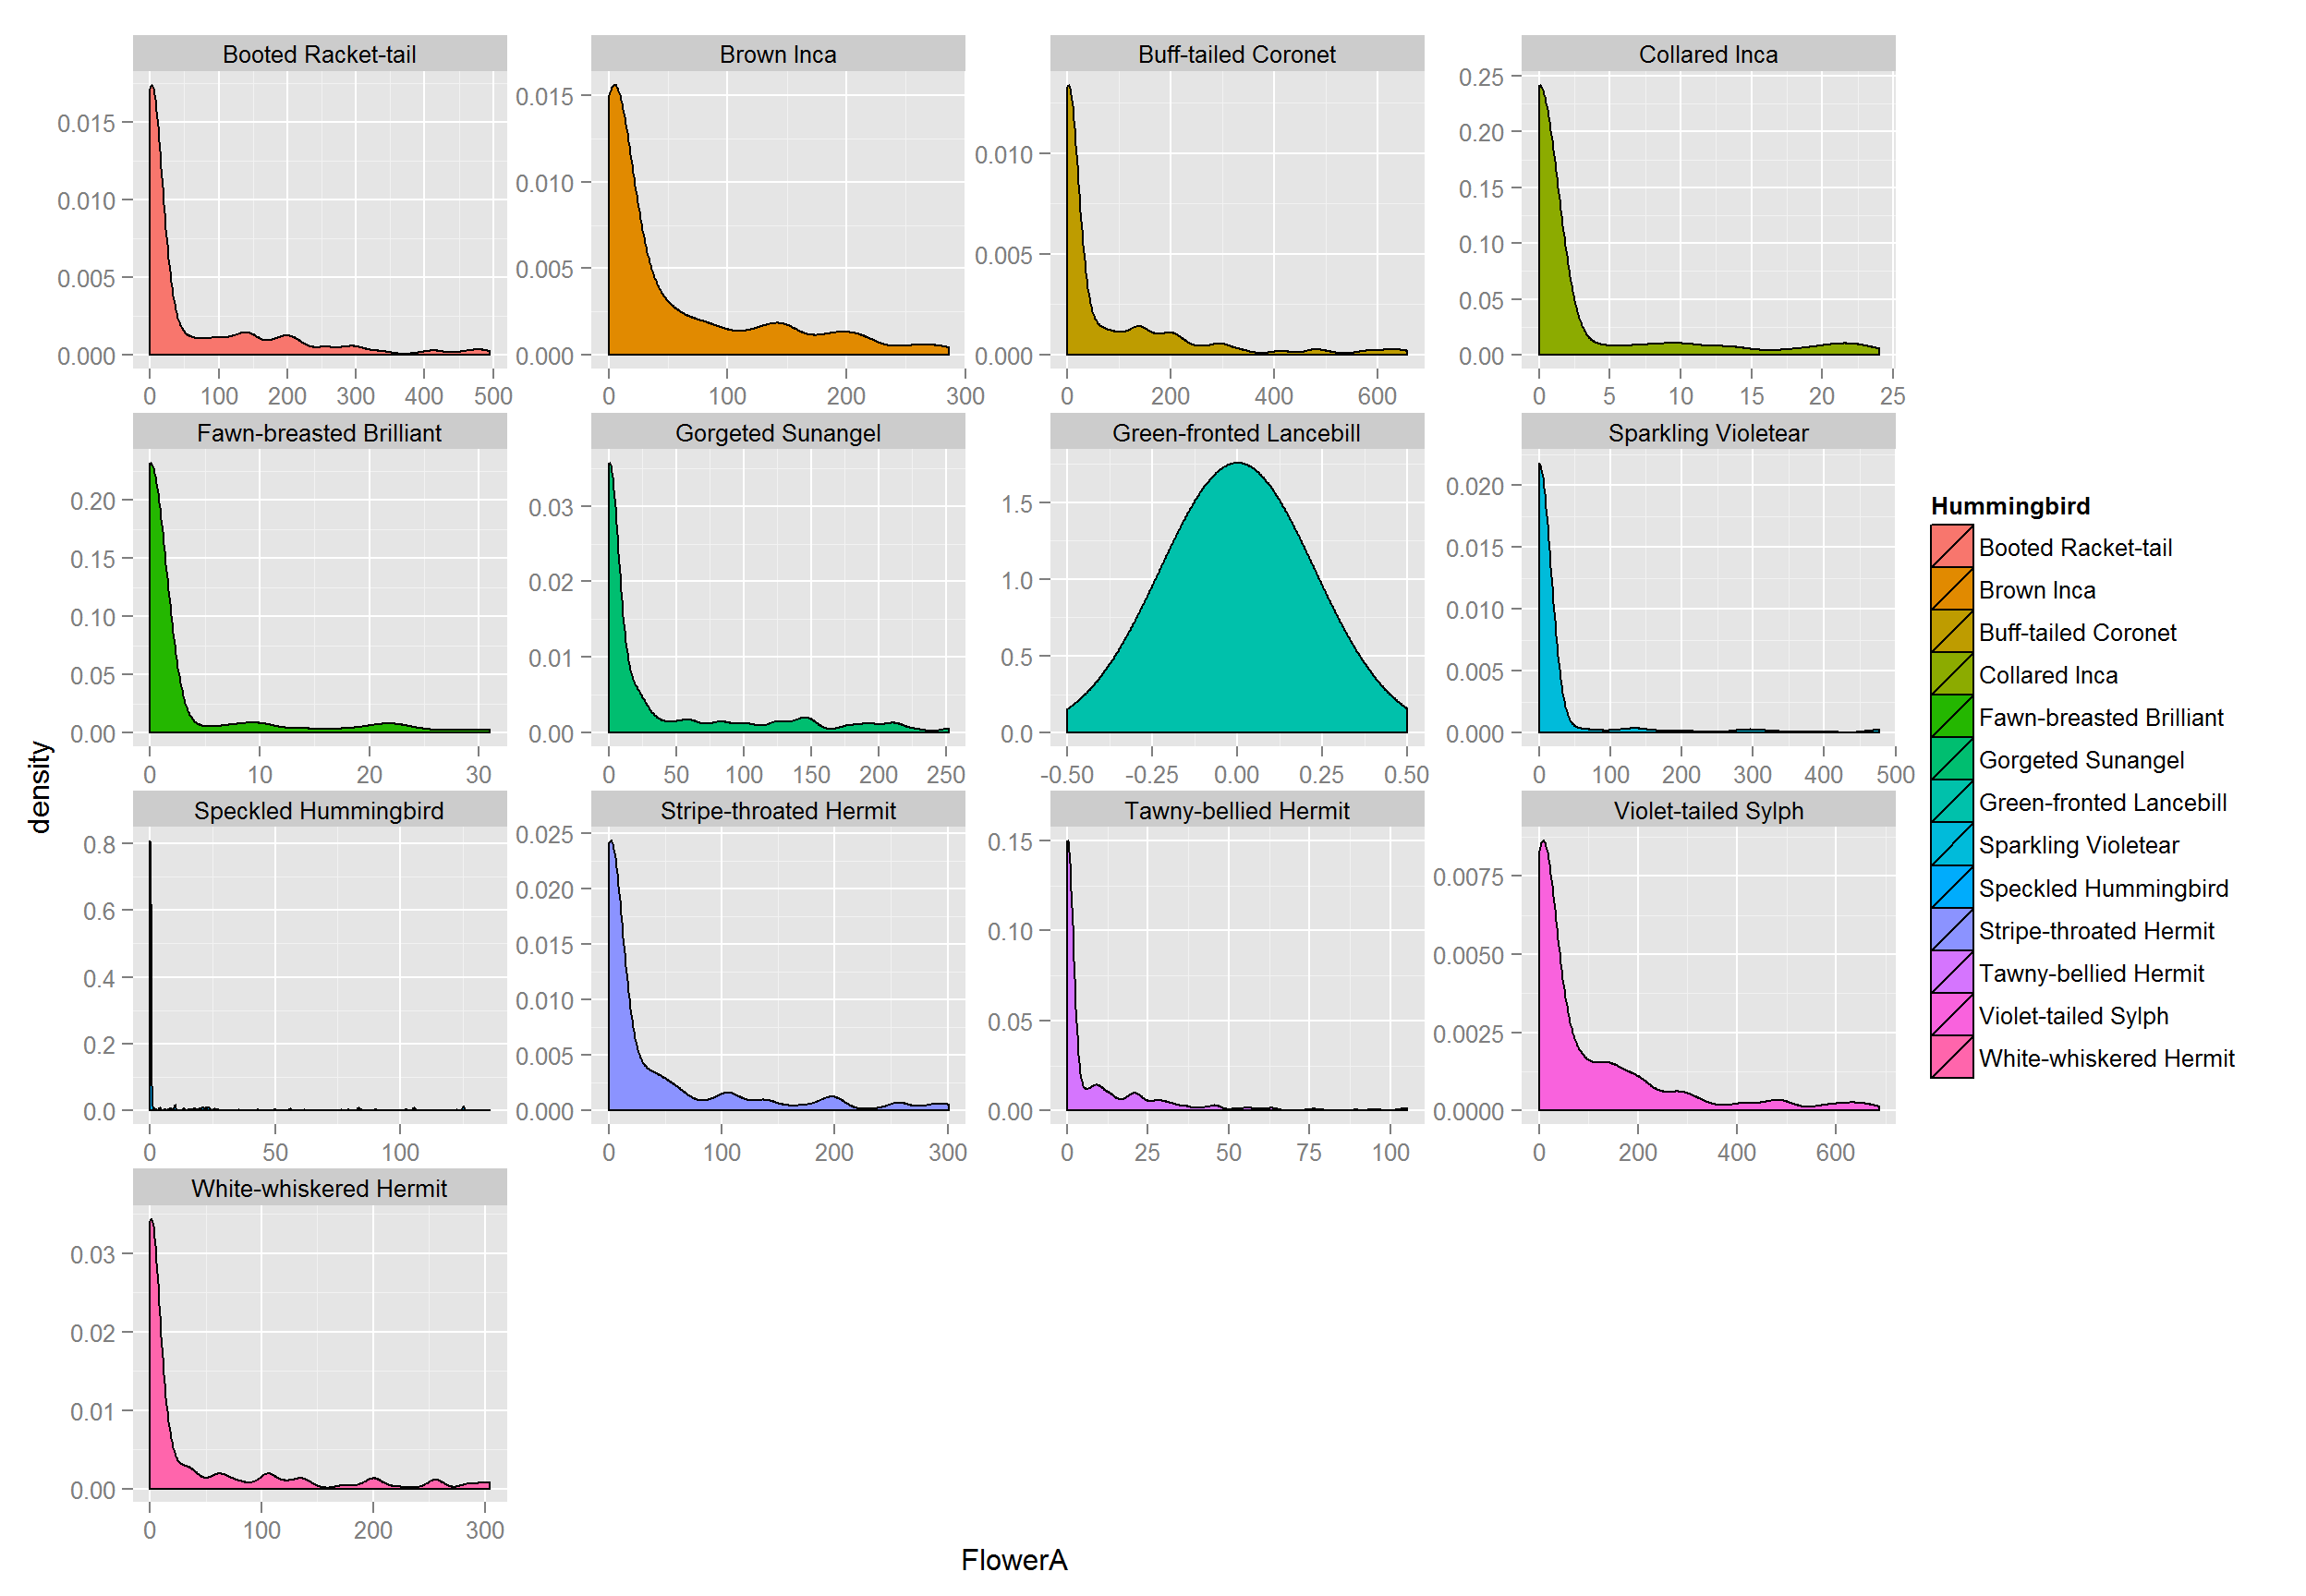 Booted Racket-tail Brown Inca Buff-tailed Coronet Collared Inca
0.015 0.010 0.005 0.000
0 100 200 300 400 500
0.015 0.010 0.005 0.000
0 100 200 300
0.010 0.005 0.000
0 200 400 600
0.25 0.20 0.15 0.10 0.05 0.00
0 5 10 15 20 25
Fawn-breasted Brilliant Gorgeted Sunangel Green-fronted Lancebill Sparkling Violetear
0.20 0.15 0.10 0.05 0.00
0 10 20 30
0.03 0.02 0.01 0.00
0 50 100 150 200 250
1.5 1.0 0.5 0.0
-0.50 -0.25 0.00 0.25 0.50
0.020 0.015 0.010 0.005 0.000
0 100 200 300 400 500
Speckled Hummingbird Stripe-throated Hermit Tawny-bellied Hermit Violet-tailed Sylph
0.8 0.6 0.4 0.2 0.0
0 50 100
0.025 0.020 0.015 0.010 0.005 0.000
0 100 200 300
0.15 0.10 0.05 0.00
0 25 50 75 100
0.0075 0.0050 0.0025 0.0000
0 200 400 600
White-whiskered Hermit
0.03 0.02 0.01 0.00
0 100 200 300
density
FlowerA
Hummingbird
Booted Racket-tail
Brown Inca
Buff-tailed Coronet
Collared Inca
Fawn-breasted Brilliant
Gorgeted Sunangel
Green-fronted Lancebill
Sparkling Violetear
Speckled Hummingbird
Stripe-throated Hermit
Tawny-bellied Hermit
Violet-tailed Sylph
White-whiskered Hermit